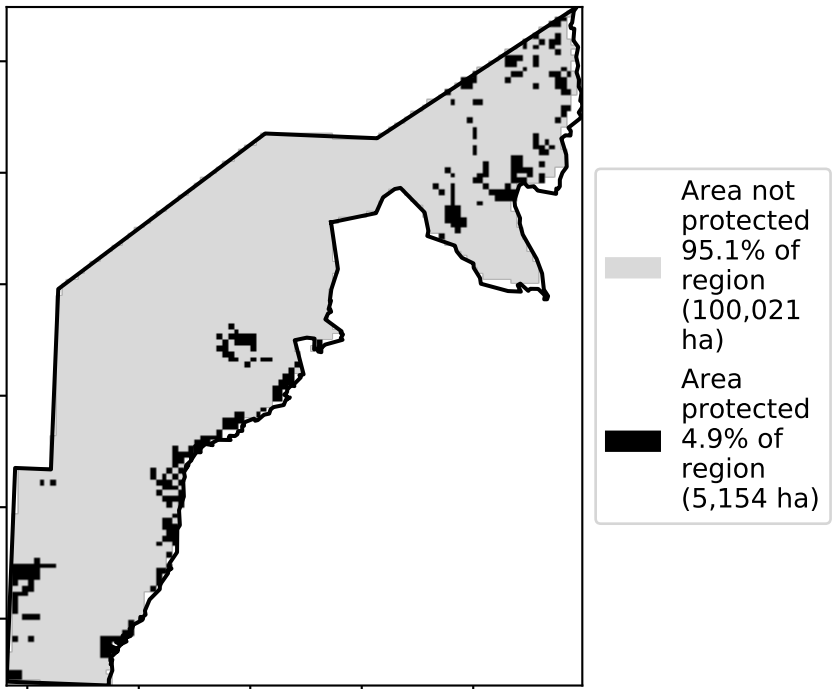 Area not
protected
95.1% of
region
(100,021
ha)
Area
protected
4.9% of
region
(5,154 ha)